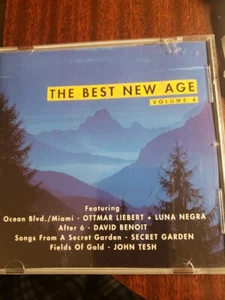 THE BEST NEW AGE
VOLUME 4
Featuring
Ocean Blvd./Miami - OTTMAR LIEBERT + LUNA NEGRA
After 6 - DAVID BENOIT
Songs From A Secret Garden - SECRET GARDEN
Fields Of Gold - JOHN TESH